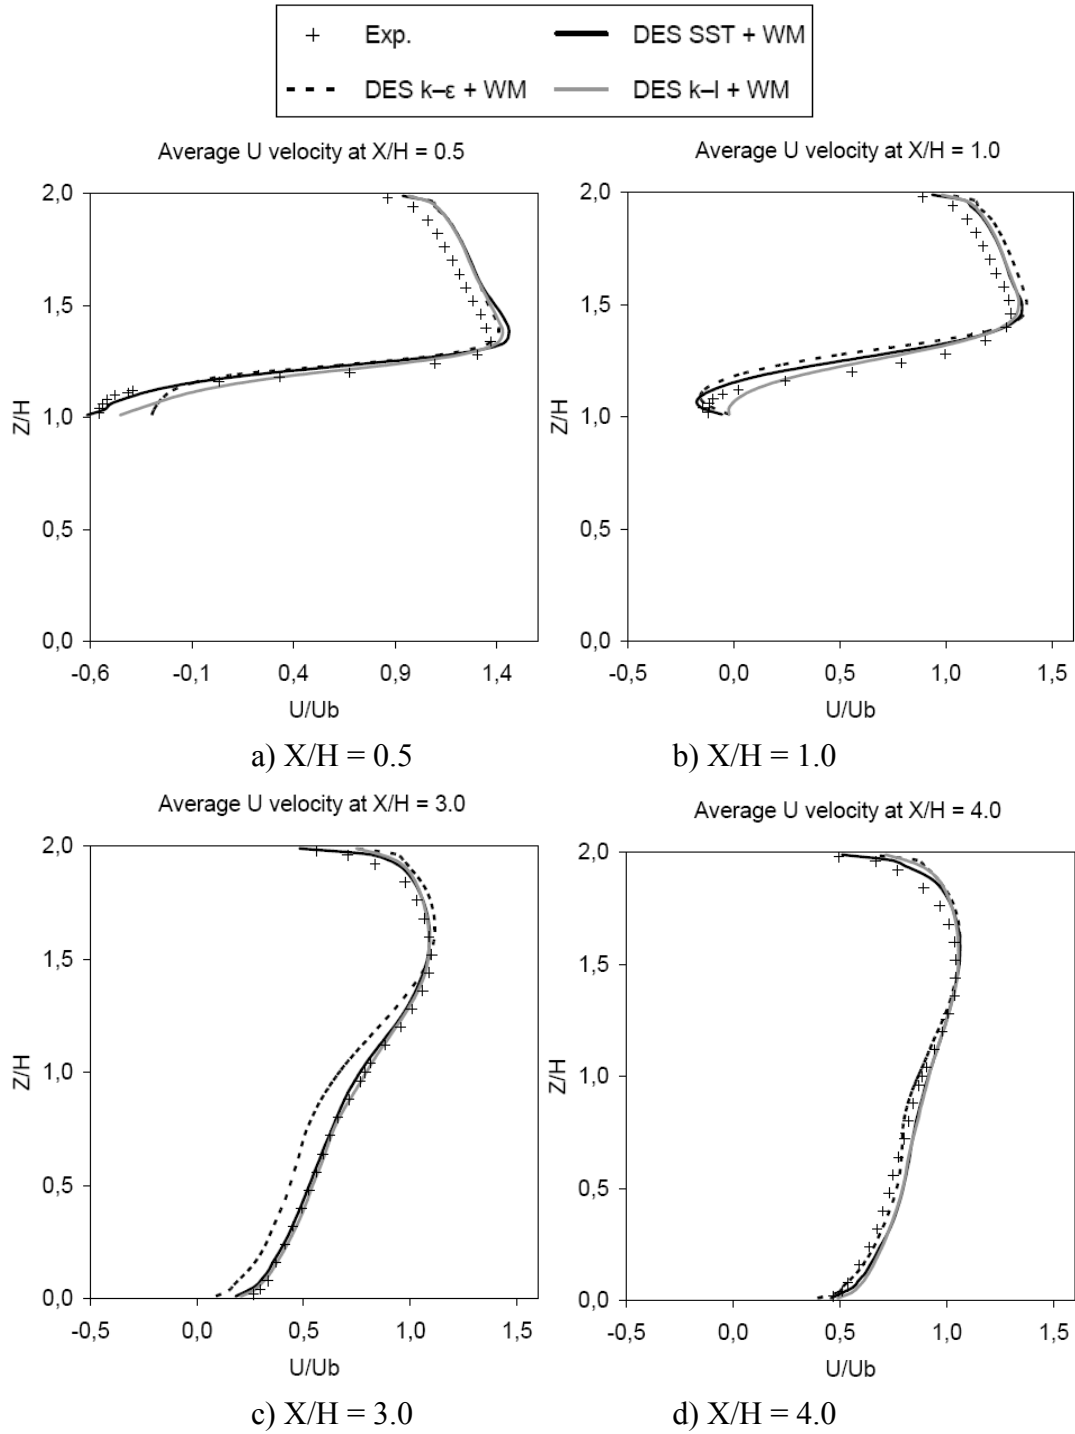 Exp.
DES SST + WM
DES k–ε + WM
DES k–l + WM
Average U velocity at X/H = 0.5
2,0
1,5
1,0
0,5
0,0
Z/H
-0,6 -0,1 0,4 0,9 1,4
U/Ub
a) X/H = 0.5
Average U velocity at X/H = 1.0
2,0
1,5
1,0
0,5
0,0
Z/H
-0,5 0,0 0,5 1,0 1,5
U/Ub
b) X/H = 1.0
Average U velocity at X/H = 3.0
2,0
1,5
1,0
0,5
0,0
Z/H
-0,5 0,0 0,5 1,0 1,5
U/Ub
c) X/H = 3.0
Average U velocity at X/H = 4.0
2,0
1,5
1,0
0,5
0,0
Z/H
-0,5 0,0 0,5 1,0 1,5
U/Ub
d) X/H = 4.0